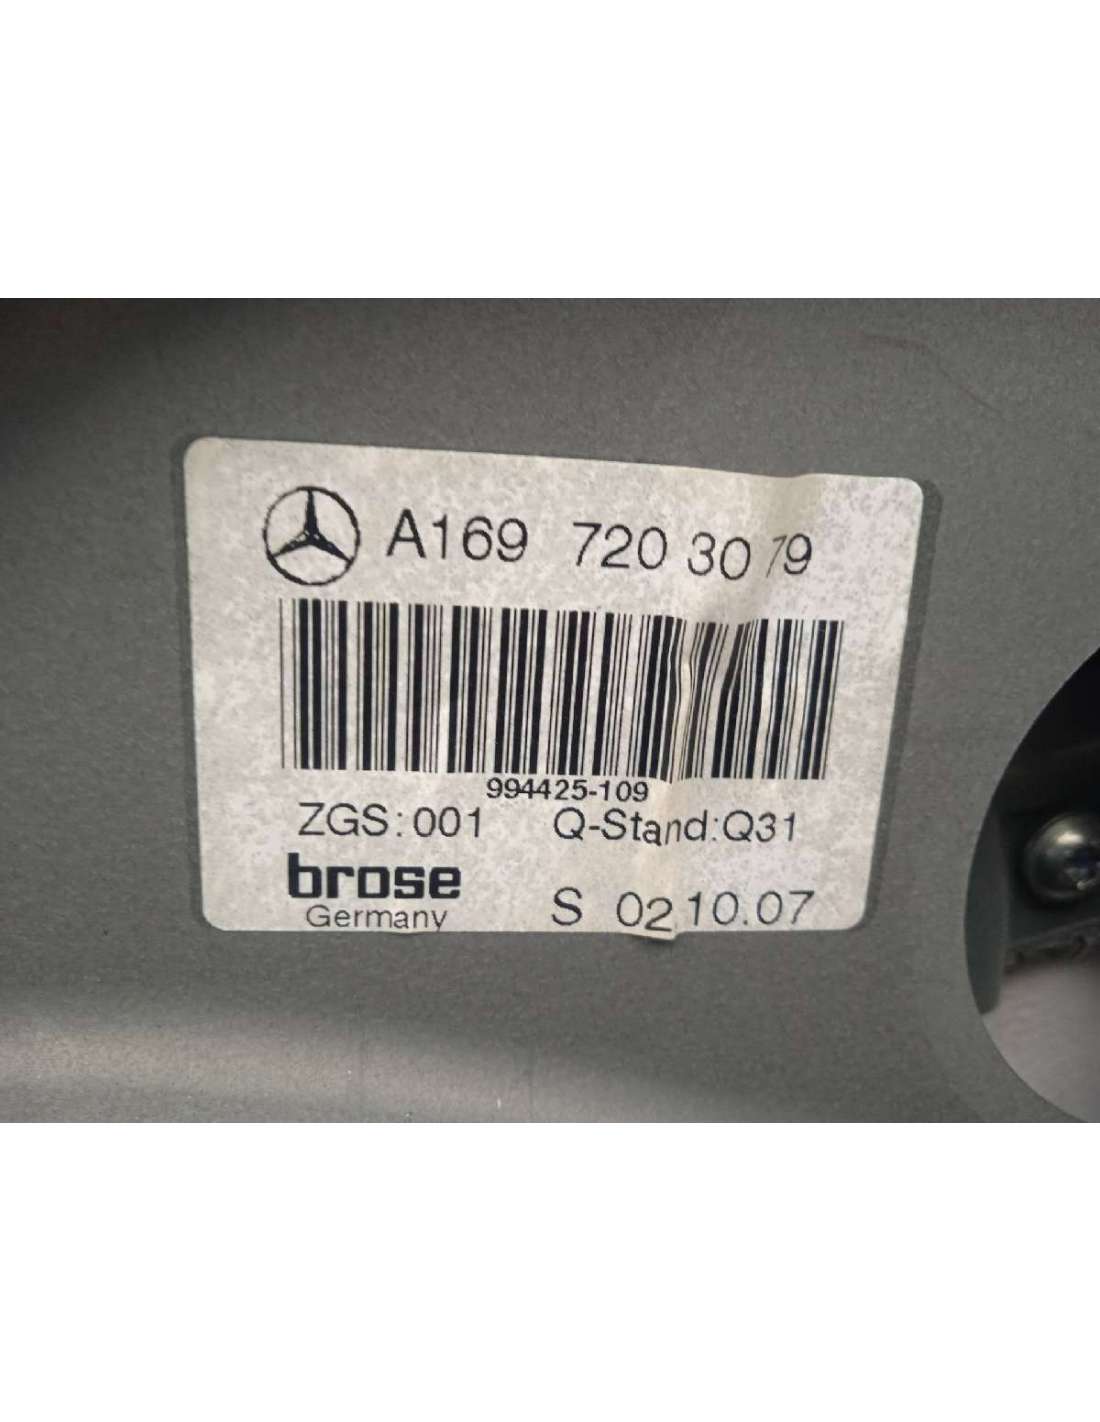 A169 720 30 79
994425-109
ZGS:001 Q-Stand:Q31
brose
Germany S 02.10.07